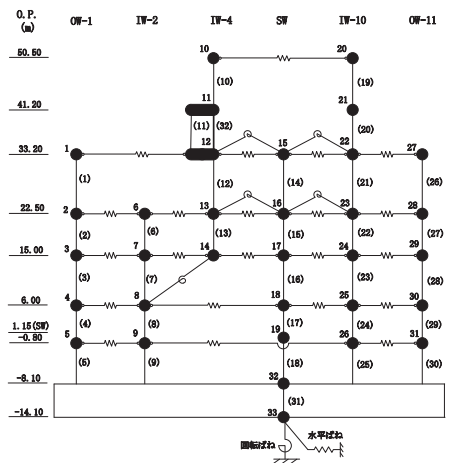 O.P.
(m)
OW-1 IW-2 IW-4 SW IW-10 OW-11
50.50 10 20
(10) (19)
41.20 11 21
(11) (32) (20)
33.20 1 12 15 22 27
(1) (12) (14) (21) (26)
22.50 2 6 13 16 23 28
(2) (6) (13) (15) (22) (27)
15.00 3 7 14 17 24 29
(3) (7) (16) (23) (28)
6.00 4 8 18 25 30
(4) (8) (17) (24) (29)
1.15(SW) 19
-0.80 5 9 26 31
(5) (9) (18) (25) (30)
-8.10 32
(31)
-14.10 33
回転ばね 水平ばね